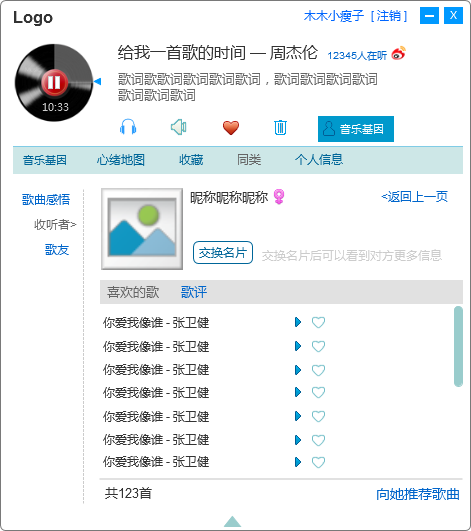 Logo
木木小瘦子 [ 注销 ]
给我一首歌的时间 — 周杰伦 12345人在听
歌词歌歌词歌词歌词歌词，歌词歌词歌词歌词
歌词歌词歌词
10:33
音乐基因
音乐基因 心绪地图 收藏 同类 个人信息
歌曲感悟
收听者>
歌友
昵称昵称昵称
<返回上一页
交换名片 交换名片后可以看到对方更多信息
喜欢的歌 歌评
你爱我像谁 - 张卫健
你爱我像谁 - 张卫健
你爱我像谁 - 张卫健
你爱我像谁 - 张卫健
你爱我像谁 - 张卫健
你爱我像谁 - 张卫健
你爱我像谁 - 张卫健
共123首 向她推荐歌曲